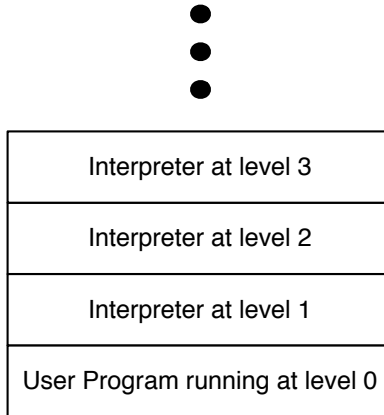 Interpreter at level 3
Interpreter at level 2
Interpreter at level 1
User Program running at level 0